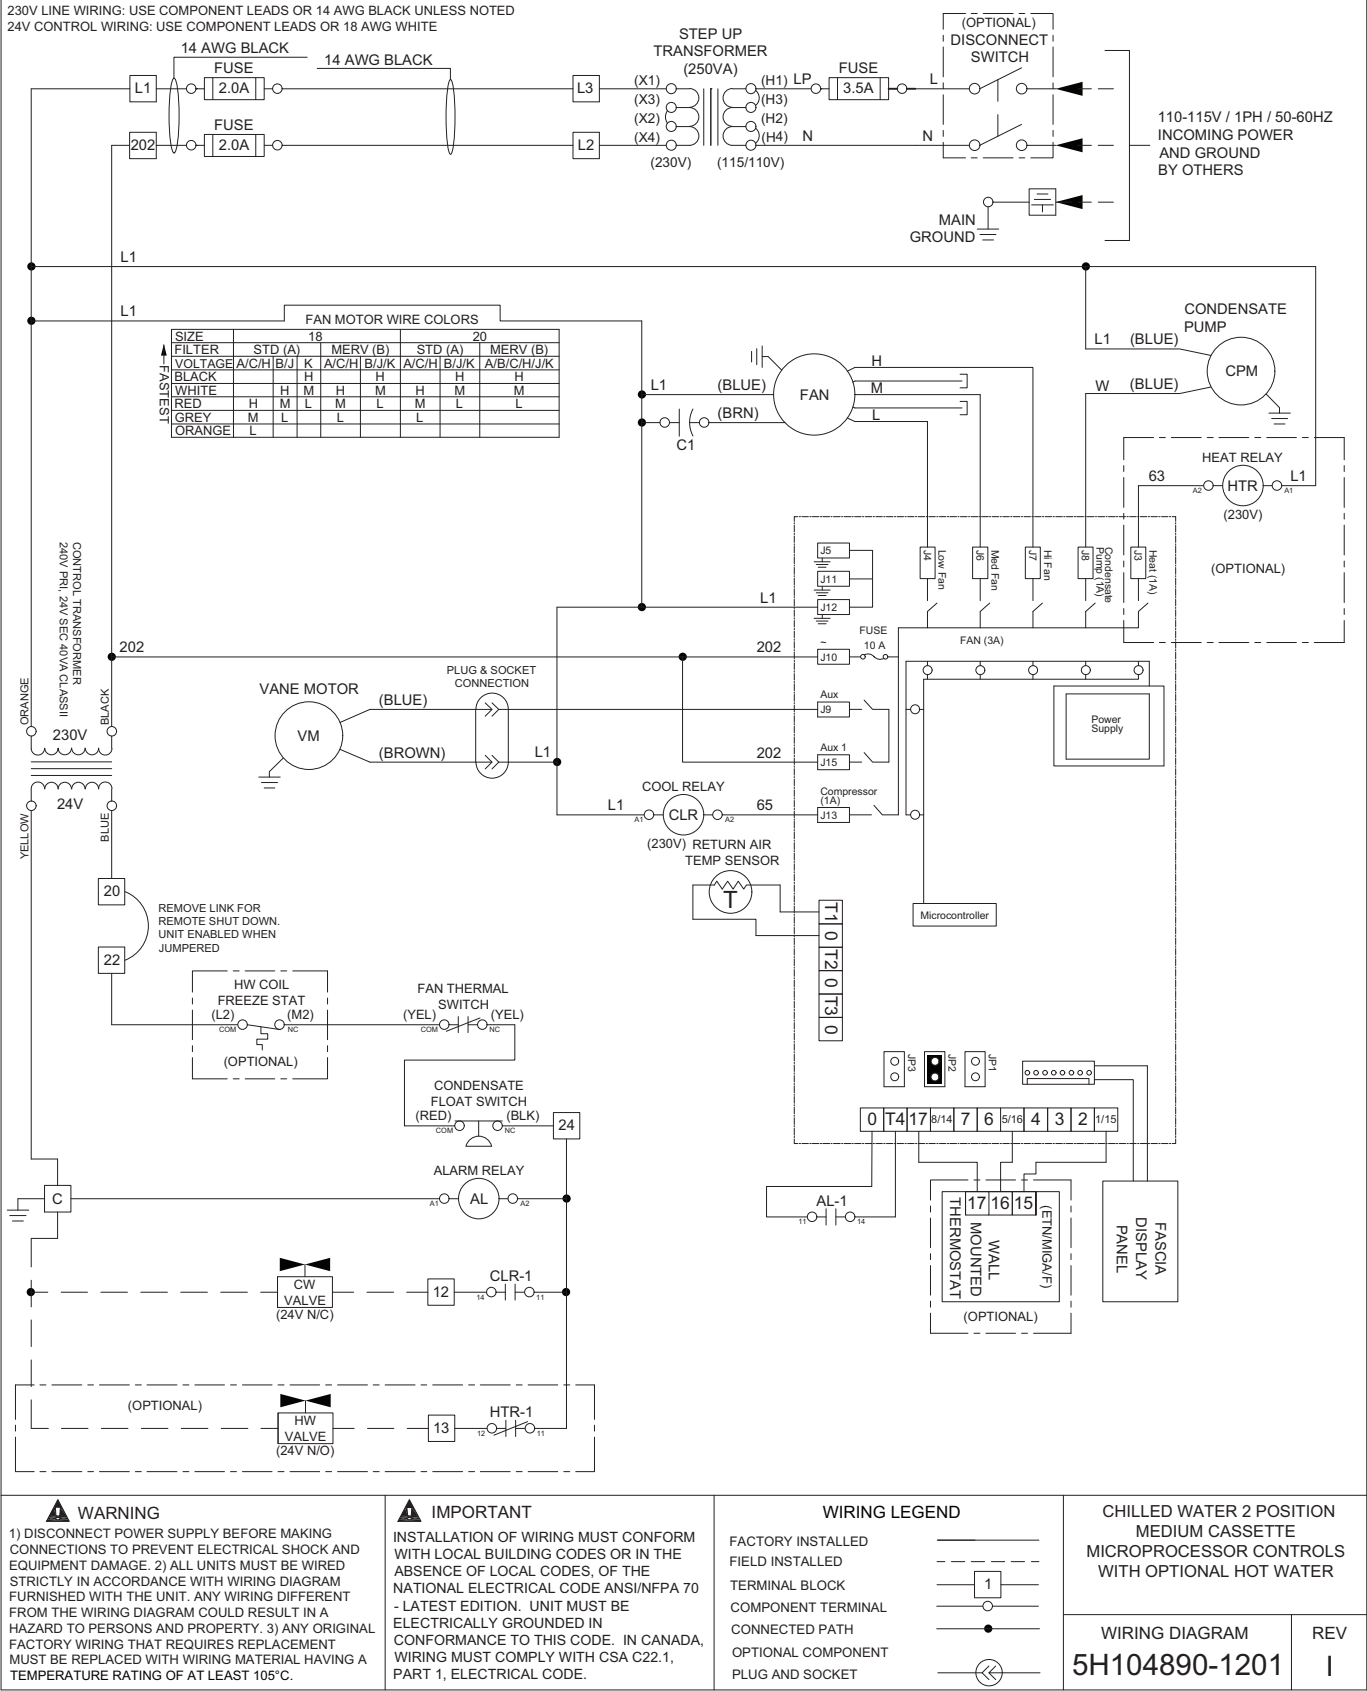 230V LINE WIRING: USE COMPONENT LEADS OR 14 AWG BLACK UNLESS NOTED
24V CONTROL WIRING: USE COMPONENT LEADS OR 18 AWG WHITE
14 AWG BLACK
14 AWG BLACK
STEP UP
TRANSFORMER
(250VA)
(OPTIONAL)
DISCONNECT
SWITCH
L1
FUSE
2.0A
L3
(X1)
(H1)
LP
FUSE
3.5A
L
(X3)
(H3)
(X2)
(H2)
202
FUSE
2.0A
L2
(X4)
(H4)
N
N
(230V)
(115/110V)
110-115V / 1PH / 50-60HZ
INCOMING POWER
AND GROUND
BY OTHERS
MAIN
GROUND
L1
L1
FAN MOTOR WIRE COLORS
SIZE 18 20
FILTER STD (A) MERV (B) STD (A) MERV (B)
VOLTAGE A/C/H B/J K A/C/H B/J/K A/C/H B/J/K A/B/C/H/J/K
BLACK H H H H
WHITE H M H M H M M
RED H M L M L M L L
GREY M L L L
ORANGE L
FASTEST
CONDENSATE
PUMP
L1 (BLUE)
CPM
W (BLUE)
L1 (BLUE)
(BRN)
C1
FAN
H
M
L
HEAT RELAY
63
A2
HTR
A1
L1
(230V)
(OPTIONAL)
CONTROL TRANSFORMER
240V PRI, 24V SEC 40VA CLASSII
J5
J11
L1
J12
J4
Low Fan
J6
Med Fan
J7
Hi Fan
J8
Condensate
Pump (1A)
J3
Heat (1A)
202
202
~
J10
FUSE
10 A
FAN (3A)
PLUG & SOCKET
CONNECTION
VANE MOTOR
VM
(BLUE)
(BROWN)
L1
Aux
J9
202
Aux 1
J15
Power
Supply
ORANGE
BLACK
230V
24V
YELLOW
BLUE
COOL RELAY
L1
A1
CLR
A2
65
(230V)
Compressor
(1A)
J13
RETURN AIR
TEMP SENSOR
T
T1
0
T2
0
T3
0
Microcontroller
20
22
REMOVE LINK FOR
REMOTE SHUT DOWN.
UNIT ENABLED WHEN
JUMPERED
HW COIL
FREEZE STAT
(L2)
(M2)
COM
NC
(OPTIONAL)
FAN THERMAL
SWITCH
(YEL)
(YEL)
COM
NC
CONDENSATE
FLOAT SWITCH
(RED)
(BLK)
COM
NC
24
JP3
JP2
JP1
0 T4 17 8/14 7 6 5/16 4 3 2 1/15
ALARM RELAY
C
A1
AL
A2
AL-1
11
14
17 16 15
WALL
MOUNTED
THERMOSTAT
(ETN/MIGA/F)
(OPTIONAL)
FASCIA
DISPLAY
PANEL
CW
VALVE
(24V N/C)
12
CLR-1
14
11
(OPTIONAL)
HW
VALVE
(24V N/O)
13
HTR-1
12
11
WARNING
1) DISCONNECT POWER SUPPLY BEFORE MAKING
CONNECTIONS TO PREVENT ELECTRICAL SHOCK AND
EQUIPMENT DAMAGE. 2) ALL UNITS MUST BE WIRED
STRICTLY IN ACCORDANCE WITH WIRING DIAGRAM
FURNISHED WITH THE UNIT. ANY WIRING DIFFERENT
FROM THE WIRING DIAGRAM COULD RESULT IN A
HAZARD TO PERSONS AND PROPERTY. 3) ANY ORIGINAL
FACTORY WIRING THAT REQUIRES REPLACEMENT
MUST BE REPLACED WITH WIRING MATERIAL HAVING A
TEMPERATURE RATING OF AT LEAST 105°C.
IMPORTANT
INSTALLATION OF WIRING MUST CONFORM
WITH LOCAL BUILDING CODES OR IN THE
ABSENCE OF LOCAL CODES, OF THE
NATIONAL ELECTRICAL CODE ANSI/NFPA 70
- LATEST EDITION. UNIT MUST BE
ELECTRICALLY GROUNDED IN
CONFORMANCE TO THIS CODE. IN CANADA,
WIRING MUST COMPLY WITH CSA C22.1,
PART 1, ELECTRICAL CODE.
WIRING LEGEND
FACTORY INSTALLED
FIELD INSTALLED
TERMINAL BLOCK 1
COMPONENT TERMINAL
CONNECTED PATH
OPTIONAL COMPONENT
PLUG AND SOCKET
CHILLED WATER 2 POSITION
MEDIUM CASSETTE
MICROPROCESSOR CONTROLS
WITH OPTIONAL HOT WATER
WIRING DIAGRAM
5H104890-1201
REV
I